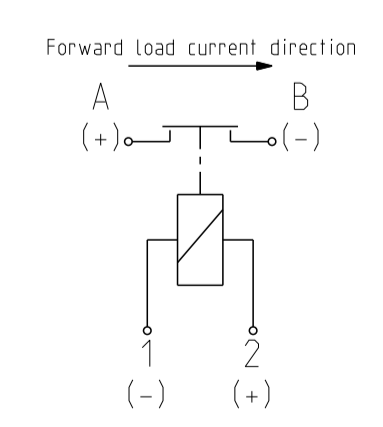 Forward load current direction
A B
(+) (-)
1 2
(-) (+)